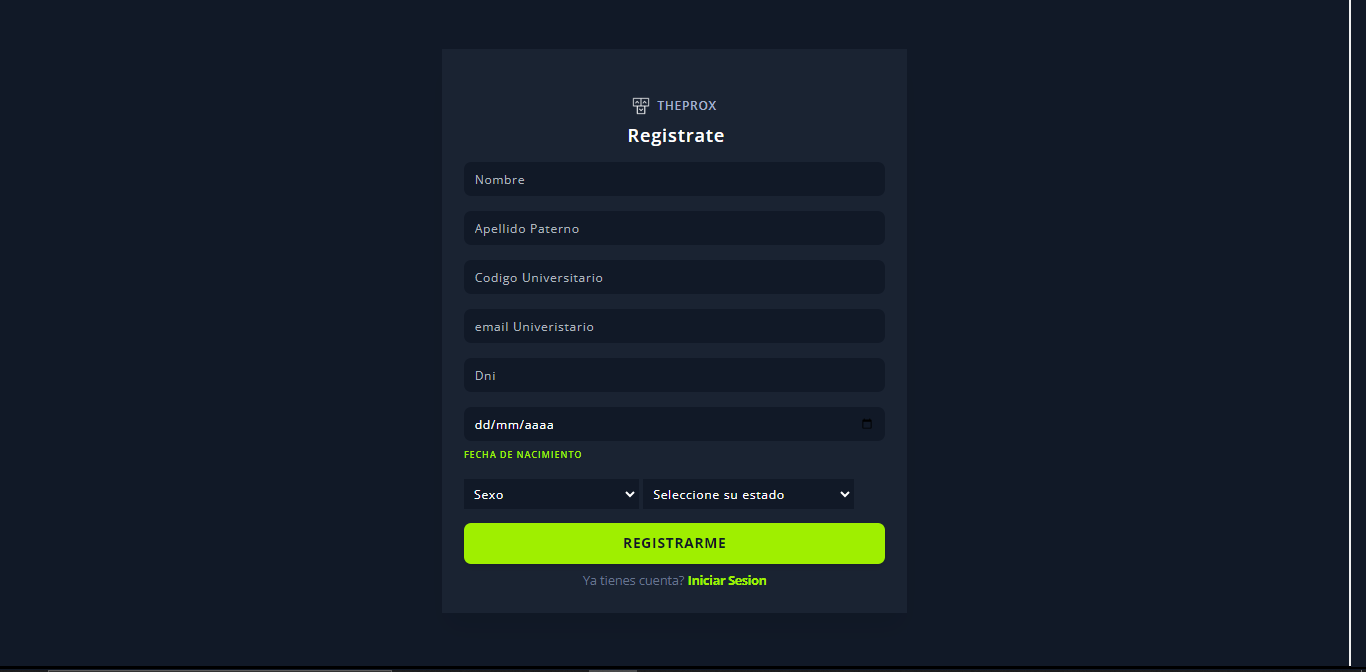 THEPROX
Registrate
Nombre
Apellido Paterno
Codigo Universitario
email Univeristario
Dni
dd/mm/aaaa
FECHA DE NACIMIENTO
Sexo Seleccione su estado
REGISTRARME
Ya tienes cuenta? Iniciar Sesion